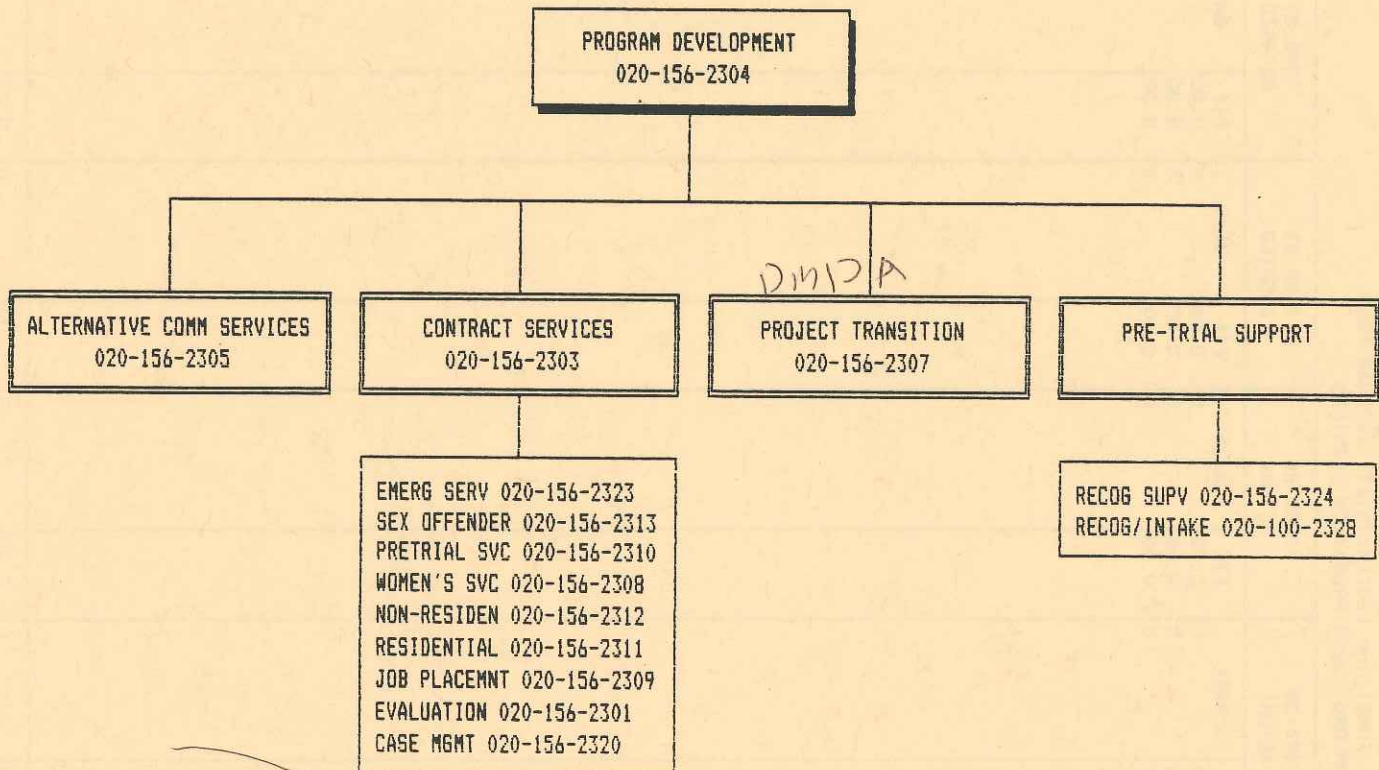 PROGRAM DEVELOPMENT
020-156-2304
DMDA
ALTERNATIVE COMM SERVICES
020-156-2305
CONTRACT SERVICES
020-156-2303
PROJECT TRANSITION
020-156-2307
PRE-TRIAL SUPPORT
EMERG SERV 020-156-2323
SEX OFFENDER 020-156-2313
PRETRIAL SVC 020-156-2310
WOMEN'S SVC 020-156-2308
NON-RESIDEN 020-156-2312
RESIDENTIAL 020-156-2311
JOB PLACEMNT 020-156-2309
EVALUATION 020-156-2301
CASE MGMT 020-156-2320
RECOG SUPV 020-156-2324
RECOG/INTAKE 020-100-2328